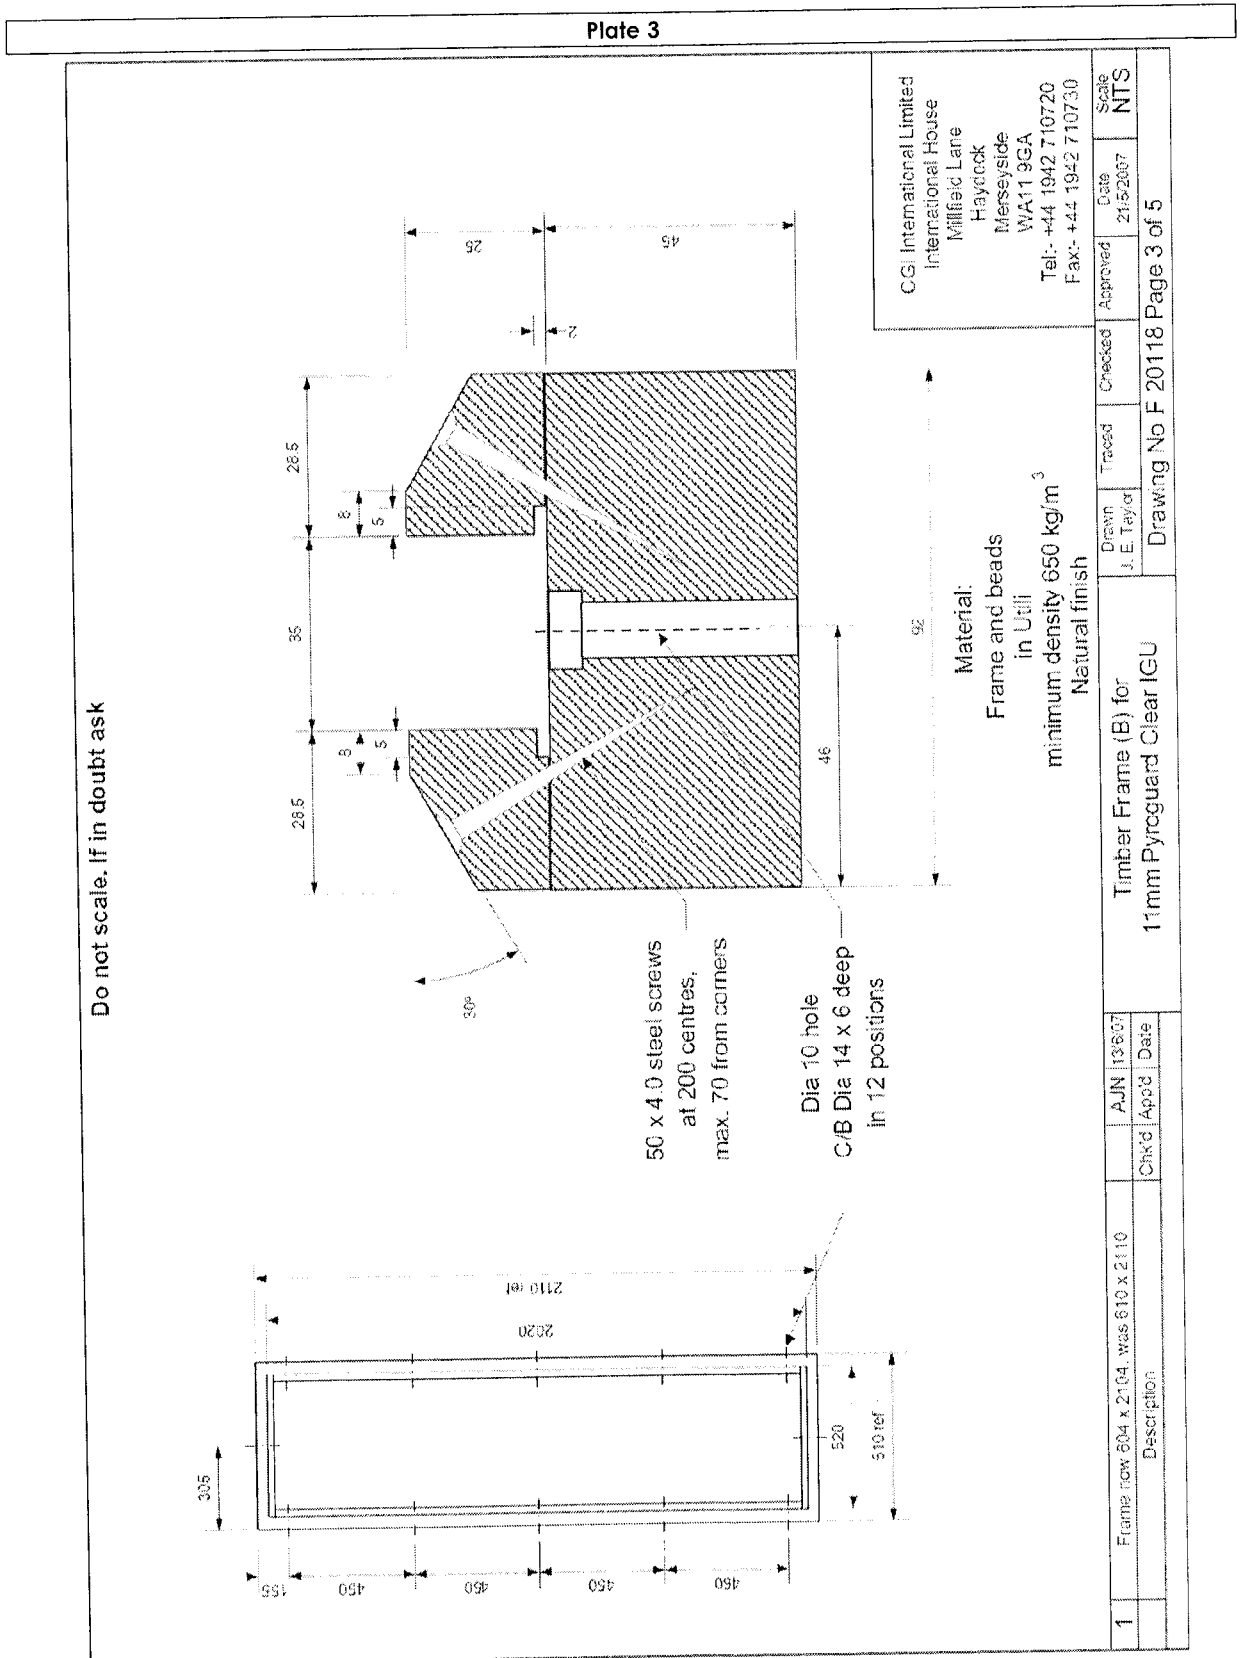 Plate 3
Do not scale. If in doubt ask
305
155
450
450
450
450
2110 ref
2020
520
610 ref
30º
28.5
8
5
35
28.5
8
5
25
2
45
46
92
50 x 4.0 steel screws
at 200 centres,
max. 70 from corners
Dia 10 hole
C/B Dia 14 x 6 deep
in 12 positions
Material:
Frame and beads
in Utili
minimum density 650 kg/m³
Natural finish
CGI International Limited
International House
Millfield Lane
Haydock
Merseyside
WA11 9GA
Tel:- +44 1942 710720
Fax:- +44 1942 710730
1 Frame now 604 x 2104, was 610 x 2110 AJN 13/6/07
Description Chk'd App'd Date
Timber Frame (B) for
11mm Pyroguard Clear IGU
Drawn
J. E. Taylor
Traced
Checked
Approved
Date
21/5/2007
Scale
NTS
Drawing No F 20118 Page 3 of 5